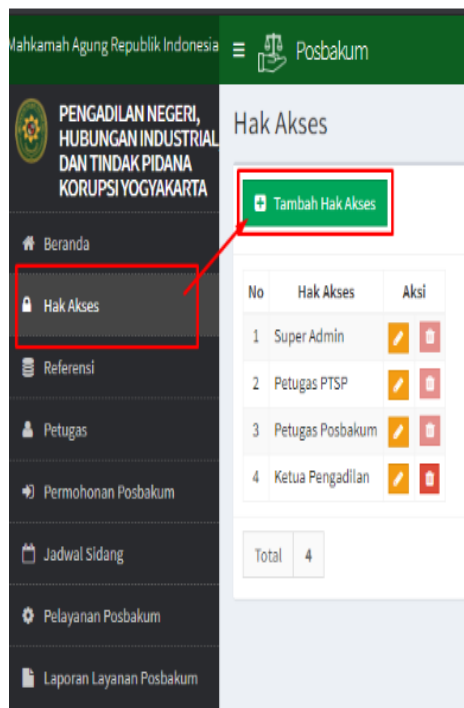 Mahkamah Agung Republik Indonesia
Posbakum
PENGADILAN NEGERI,
HUBUNGAN INDUSTRIAL
DAN TINDAK PIDANA
KORUPSI YOGYAKARTA
Beranda
Hak Akses
Referensi
Petugas
Permohonan Posbakum
Jadwal Sidang
Pelayanan Posbakum
Laporan Layanan Posbakum
Hak Akses
Tambah Hak Akses
No Hak Akses Aksi
1 Super Admin
2 Petugas PTSP
3 Petugas Posbakum
4 Ketua Pengadilan
Total 4